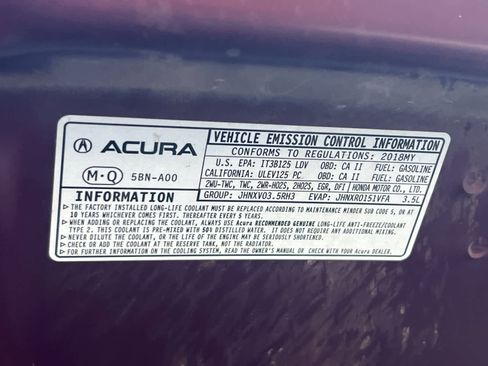 ACURA
M·Q 5BN-A00
VEHICLE EMISSION CONTROL INFORMATION
CONFORMS TO REGULATIONS: 2018MY
U.S. EPA: IT3B125 LDV OBD: CA II FUEL: GASOLINE
CALIFORNIA: ULEV125 PC OBD: CA II FUEL: GASOLINE
2WU-TWC, TWC, 2WR-HO2S, 2HO2S, EGR, DFI HONDA MOTOR CO., LTD.
INFORMATION
GROUP: JHNXV03.5RH3 EVAP: JHNXR0151VFA 3.5L
▶ THE FACTORY INSTALLED LONG-LIFE COOLANT MUST BE REPLACED ACCORDING TO MAINTENANCE MINDER SUB CODE 5, OR AT
10 YEARS WHICHEVER COMES FIRST. THEREAFTER EVERY 5 YEARS.
▶ WHEN ADDING OR REPLACING THE COOLANT, ALWAYS USE Acura RECOMMENDED GENUINE LONG-LIFE ANTI-FREEZE/COOLANT
TYPE 2. THIS COOLANT IS PRE-MIXED WITH 50% DISTILLED WATER. IT DOES NOT REQUIRE ANY ADDITIONAL MIXING.
▶ NEVER DILUTE THE COOLANT, OR THE LIFE OF THE ENGINE MAY BE SERIOUSLY SHORTENED.
▶ CHECK OR ADD THE COOLANT AT THE RESERVE TANK, NOT THE RADIATOR.
▶ FOR FURTHER INFORMATION ON THE COOLING SYSTEM, READ THE OWNER'S MANUAL OR CHECK WITH YOUR Acura DEALER.